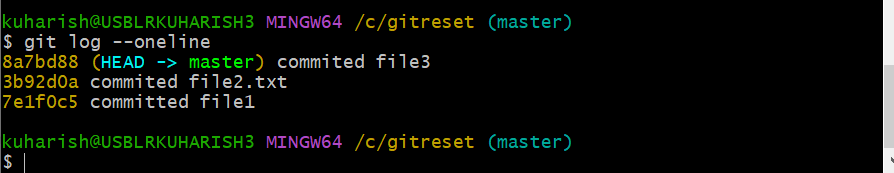 kuharish@USBLRKUHARISH3 MINGW64 /c/gitreset (master)
$ git log --oneline
8a7bd88 (HEAD -> master) commited file3
3b92d0a commited file2.txt
7e1f0c5 committed file1
kuharish@USBLRKUHARISH3 MINGW64 /c/gitreset (master)
$